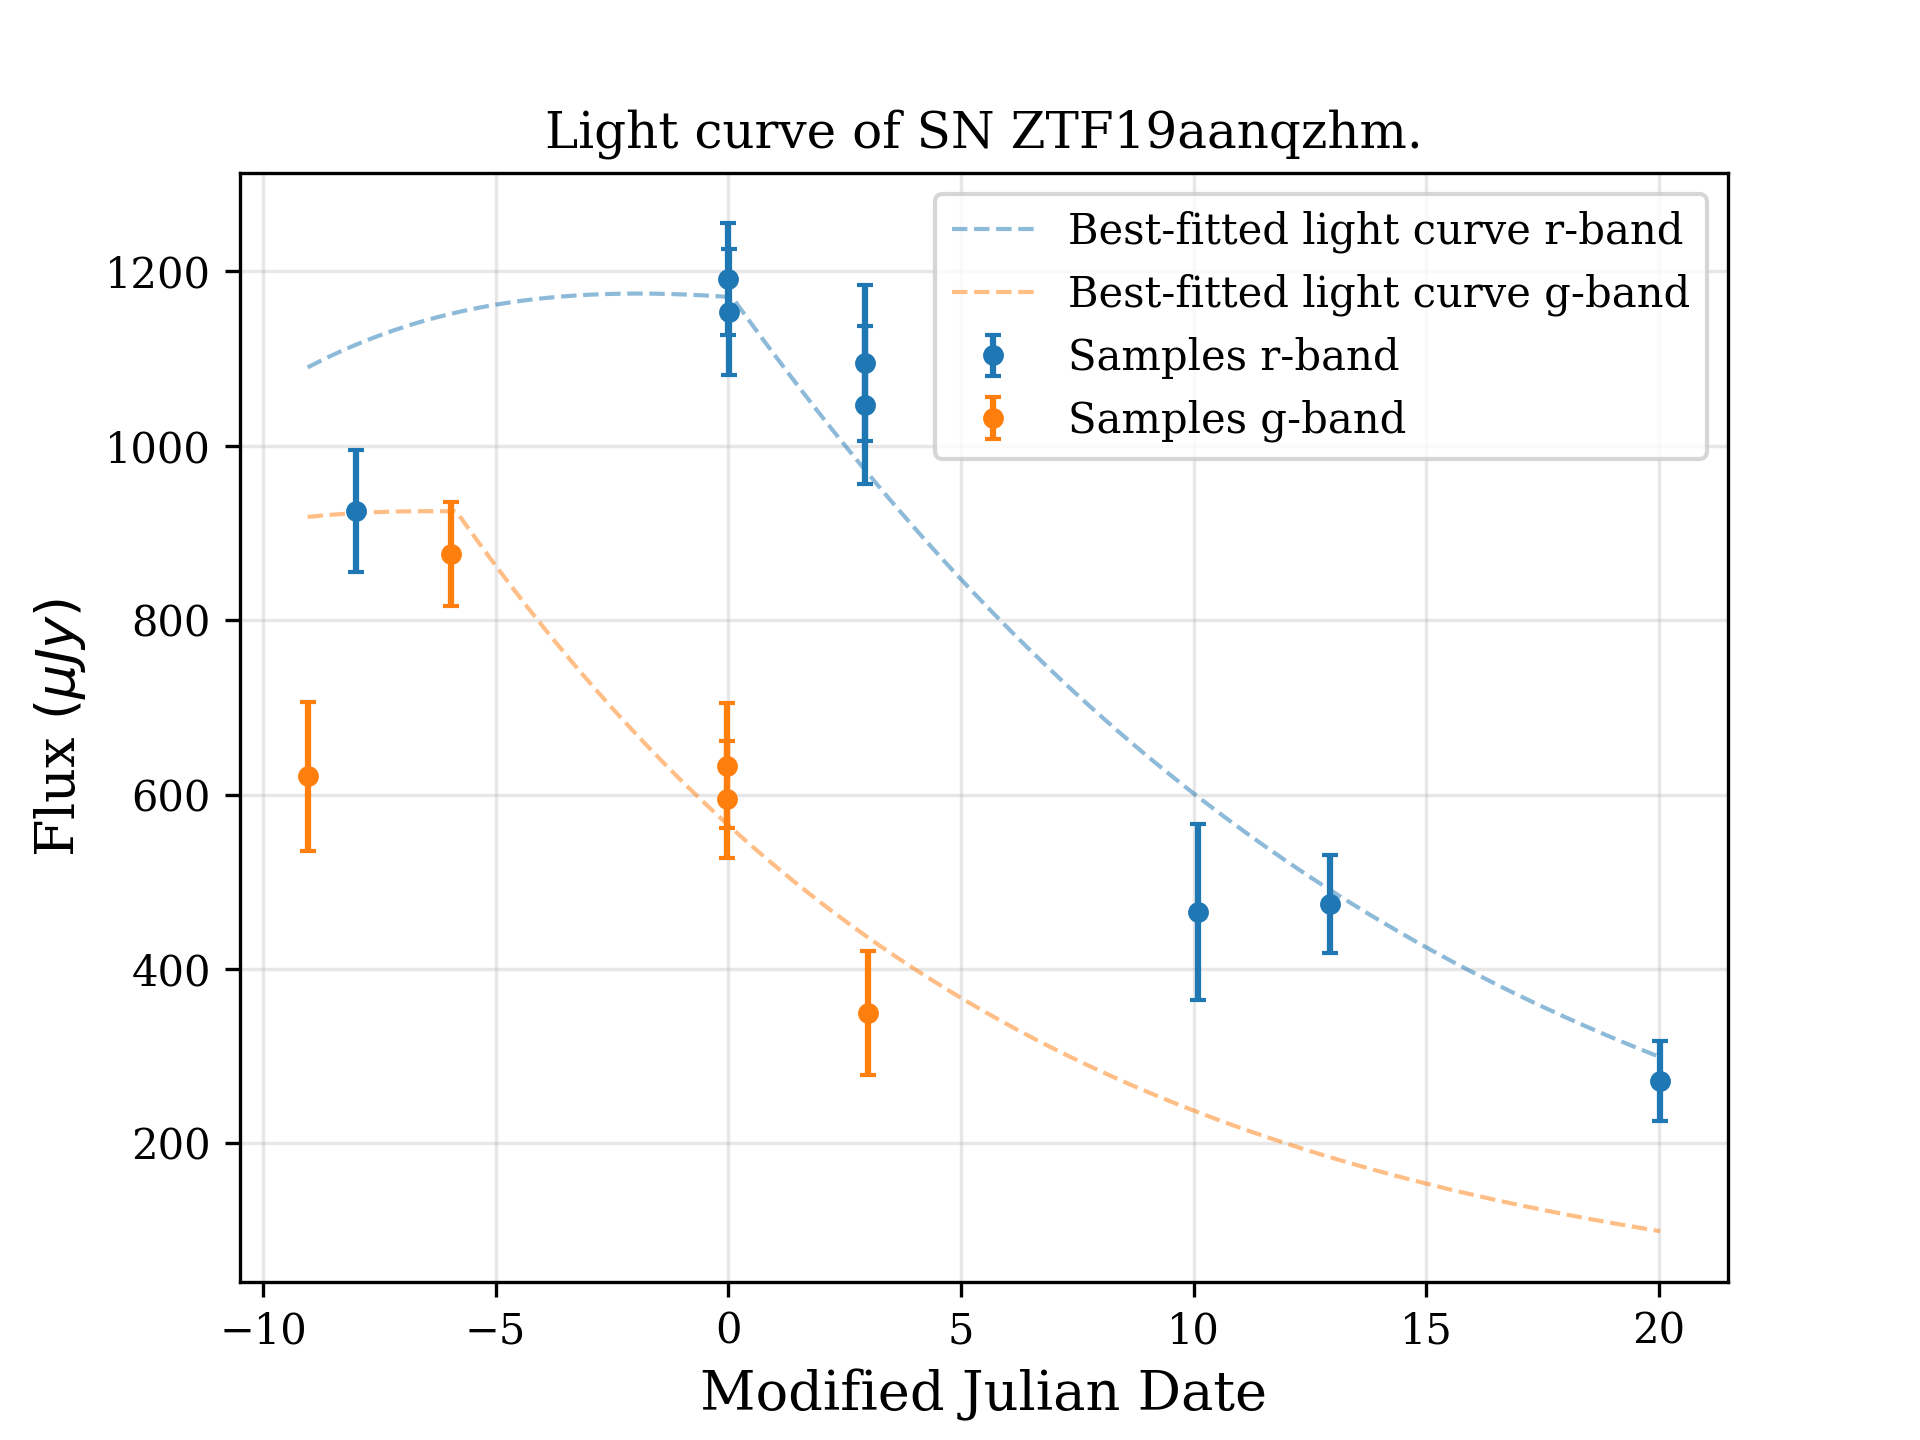 Light curve of SN ZTF19aanqzhm.
Best-fitted light curve r-band
Best-fitted light curve g-band
Samples r-band
Samples g-band
1200
1000
800
600
400
200
Flux (μJy)
−10 −5 0 5 10 15 20
Modified Julian Date